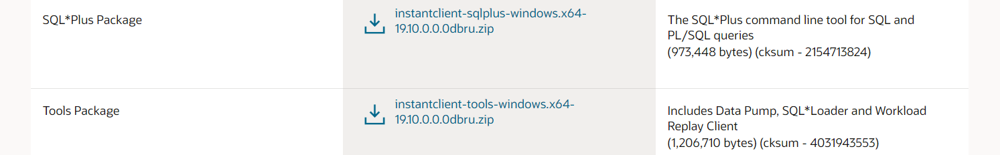 SQL*Plus Package
instantclient-sqlplus-windows.x64-
19.10.0.0.0dbru.zip
The SQL*Plus command line tool for SQL and
PL/SQL queries
(973,448 bytes) (cksum - 2154713824)
Tools Package
instantclient-tools-windows.x64-
19.10.0.0.0dbru.zip
Includes Data Pump, SQL*Loader and Workload
Replay Client
(1,206,710 bytes) (cksum - 4031943553)